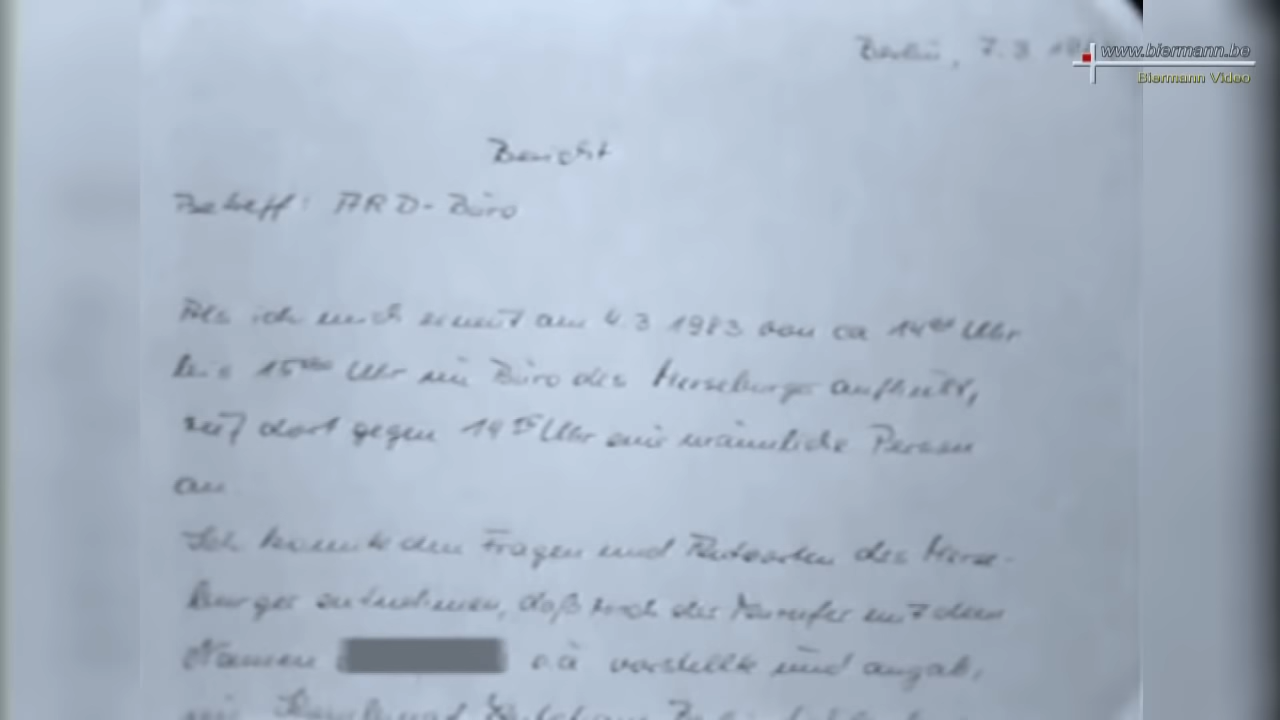 www.biermann.be
Biermann Video
Berlin, 7.3
Bericht
Betreff: ARD-Büro
Als ich mich erneut am 4.3 1983 von ca 14⁰⁰ Uhr
bis 15⁰⁰ Uhr im Büro des Merseburger aufhielt,
rief dort gegen 14 Uhr eine männliche Person
an
Ich konnte den Fragen und Antworten des Merse-
burger entnehmen, daß sich der Anrufer mit dem
Namen o.ä vorstellte und angab,